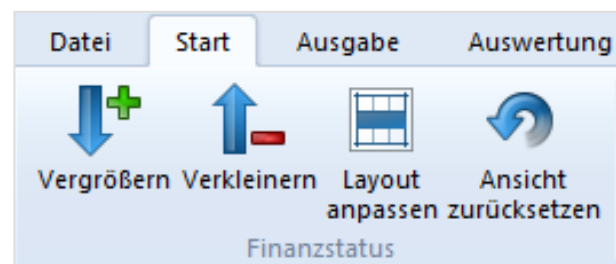 Datei Start Ausgabe Auswertung
Vergrößern Verkleinern Layout Ansicht
anpassen zurücksetzen
Finanzstatus